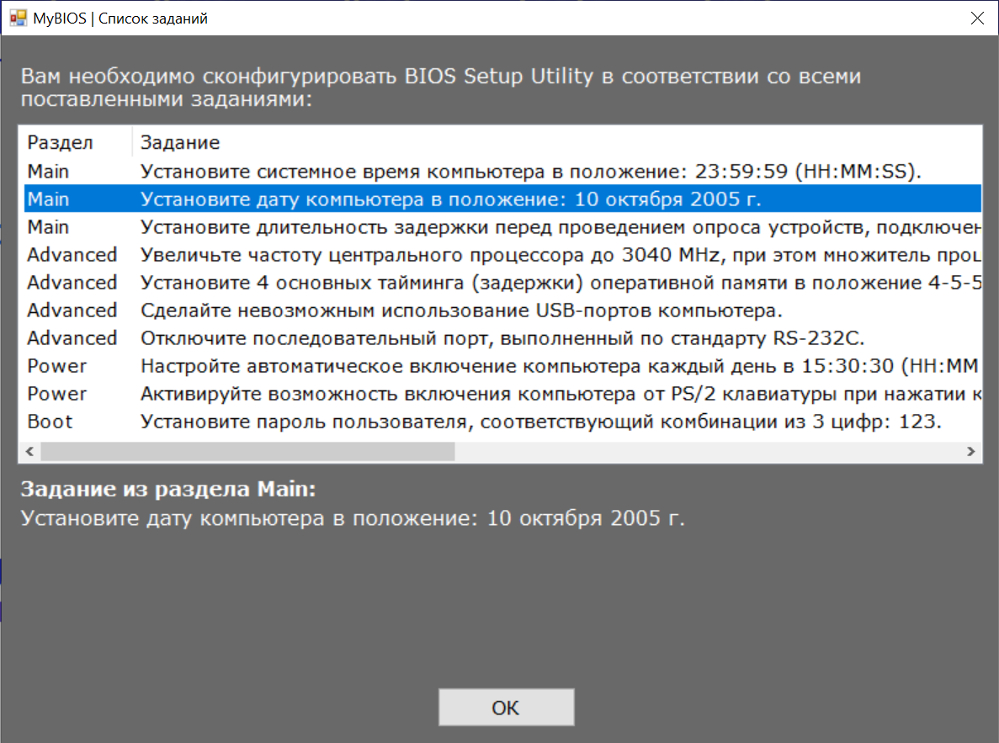 MyBIOS | Список заданий
Вам необходимо сконфигурировать BIOS Setup Utility в соответствии со всеми
поставленными заданиями:
Раздел Задание
Main Установите системное время компьютера в положение: 23:59:59 (HH:MM:SS).
Main Установите дату компьютера в положение: 10 октября 2005 г.
Main Установите длительность задержки перед проведением опроса устройств,
Advanced Увеличьте частоту центрального процессора до 3040 MHz, при этом множитель
Advanced Установите 4 основных тайминга (задержки) оперативной памяти в положение 4-5-5
Advanced Сделайте невозможным использование USB-портов компьютера.
Advanced Отключите последовательный порт, выполненный по стандарту RS-232C.
Power Настройте автоматическое включение компьютера каждый день в 15:30:30 (HH:MM
Power Активируйте возможность включения компьютера от PS/2 клавиатуры при нажатии
Boot Установите пароль пользователя, соответствующий комбинации из 3 цифр: 123.
Задание из раздела Main:
Установите дату компьютера в положение: 10 октября 2005 г.
ОК